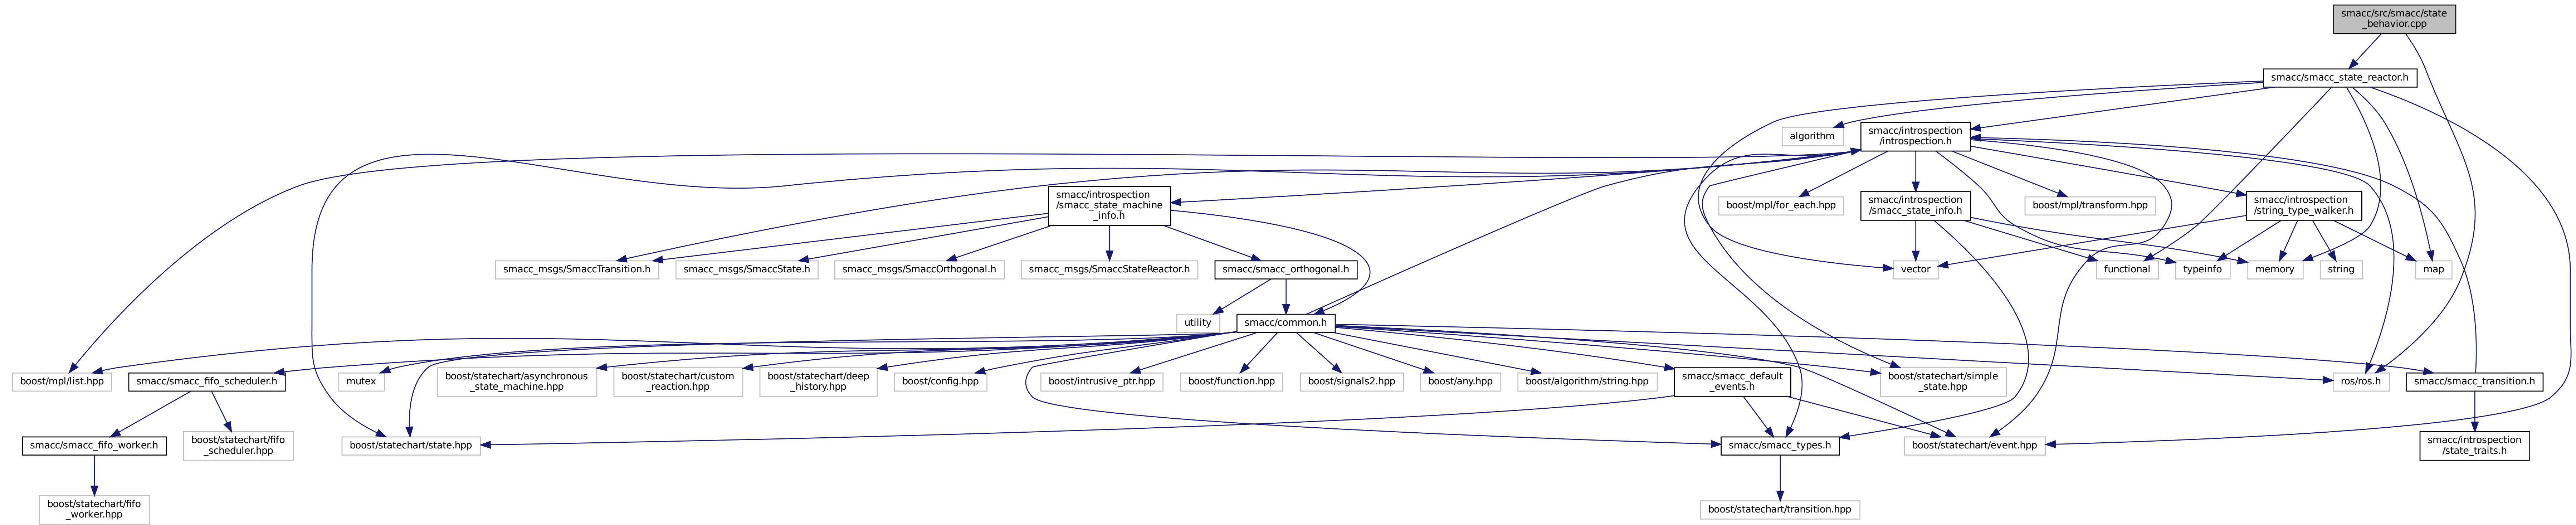 smacc/src/smacc/state
_behavior.cpp
smacc/smacc_state_reactor.h
algorithm
smacc/introspection
/introspection.h
smacc/introspection
/smacc_state_machine
_info.h
boost/mpl/for_each.hpp
smacc/introspection
/smacc_state_info.h
boost/mpl/transform.hpp
smacc/introspection
/string_type_walker.h
smacc_msgs/SmaccTransition.h
smacc_msgs/SmaccState.h
smacc_msgs/SmaccOrthogonal.h
smacc_msgs/SmaccStateReactor.h
smacc/smacc_orthogonal.h
vector
functional
typeinfo
memory
string
map
utility
smacc/common.h
boost/mpl/list.hpp
smacc/smacc_fifo_scheduler.h
mutex
boost/statechart/asynchronous
_state_machine.hpp
boost/statechart/custom
_reaction.hpp
boost/statechart/deep
_history.hpp
boost/config.hpp
boost/intrusive_ptr.hpp
boost/function.hpp
boost/signals2.hpp
boost/any.hpp
boost/algorithm/string.hpp
smacc/smacc_default
_events.h
boost/statechart/simple
_state.hpp
ros/ros.h
smacc/smacc_transition.h
smacc/smacc_fifo_worker.h
boost/statechart/fifo
_scheduler.hpp
boost/statechart/state.hpp
smacc/smacc_types.h
boost/statechart/event.hpp
smacc/introspection
/state_traits.h
boost/statechart/fifo
_worker.hpp
boost/statechart/transition.hpp